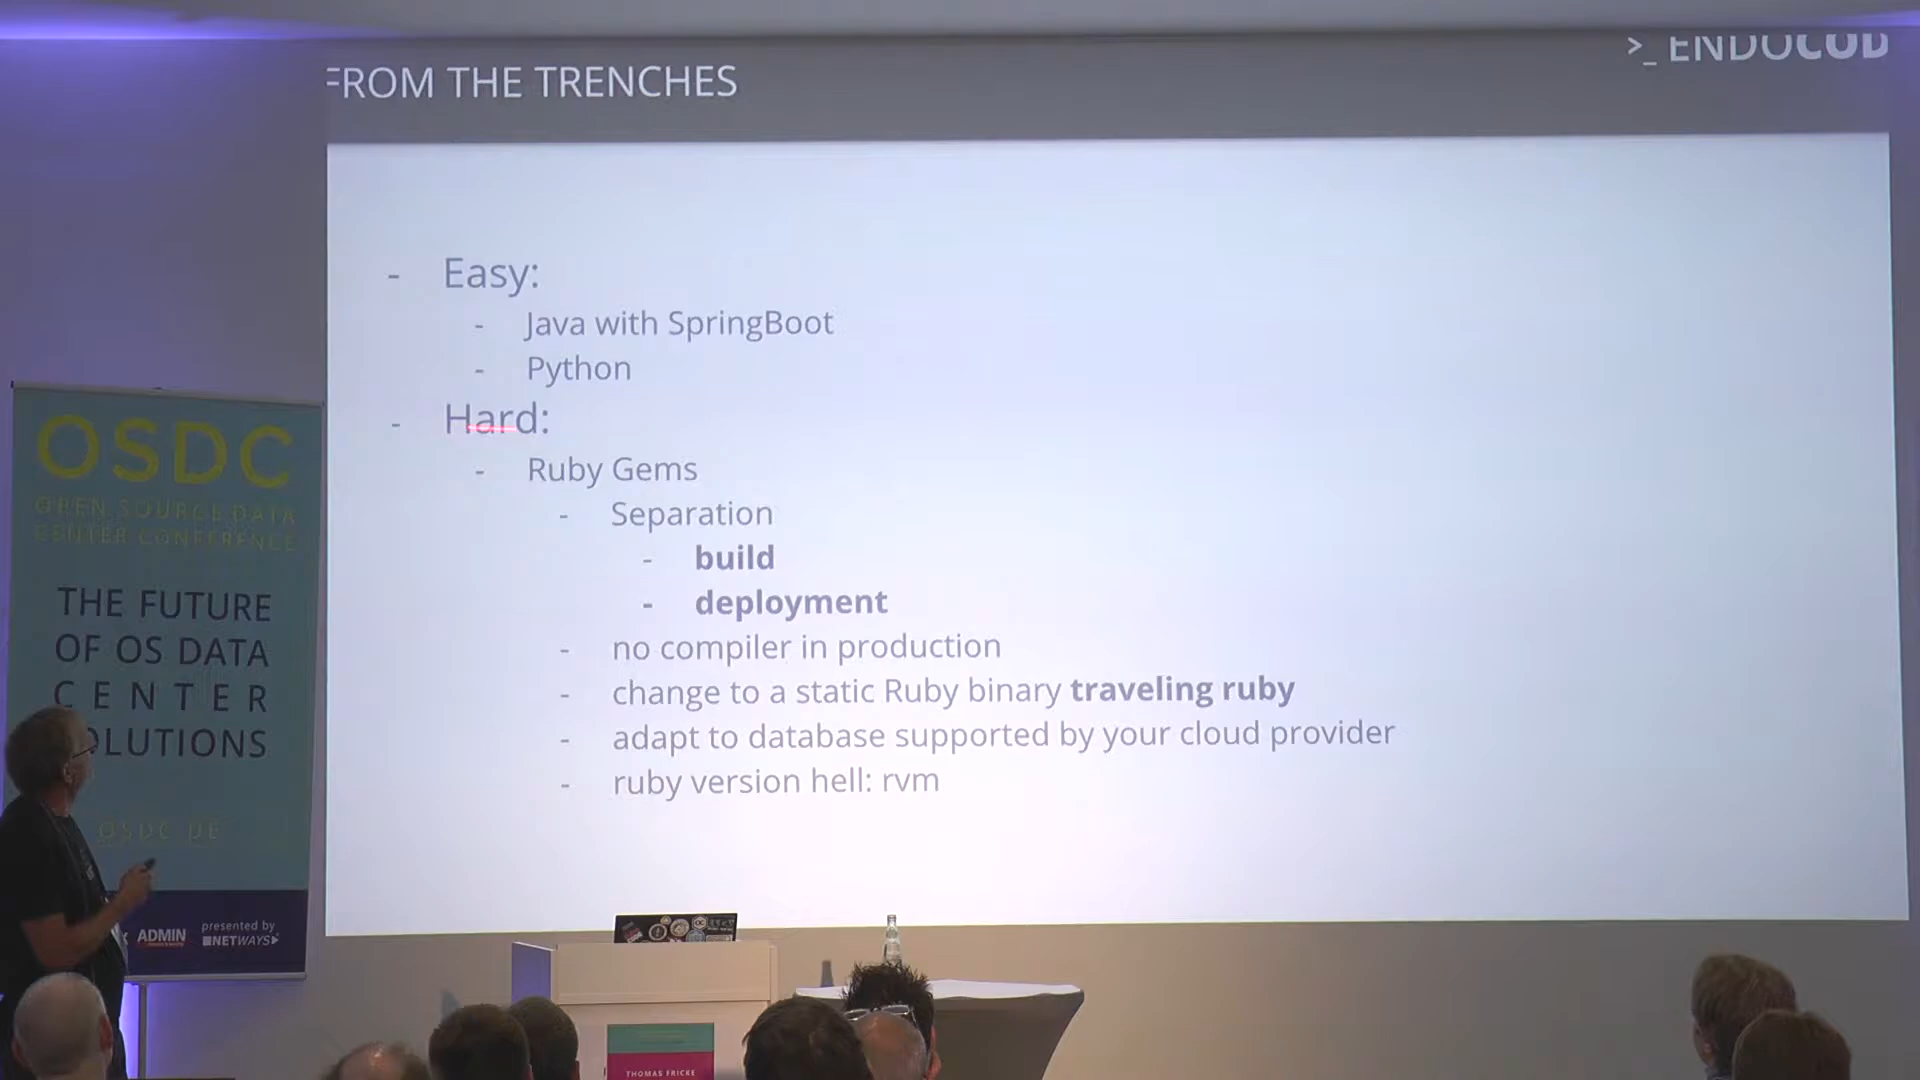 FROM THE TRENCHES
>_ ENDOCOD
- Easy:
- Java with SpringBoot
- Python
- Hard:
- Ruby Gems
- Separation
- build
- deployment
- no compiler in production
- change to a static Ruby binary traveling ruby
- adapt to database supported by your cloud provider
- ruby version hell: rvm
OSDC
OPEN SOURCE DATA
CENTER CONFERENCE
THE FUTURE
OF OS DATA
CENTER
OLUTIONS
OSDC.DE
ADMIN
presented by
NETWAYS
THOMAS FRICKE